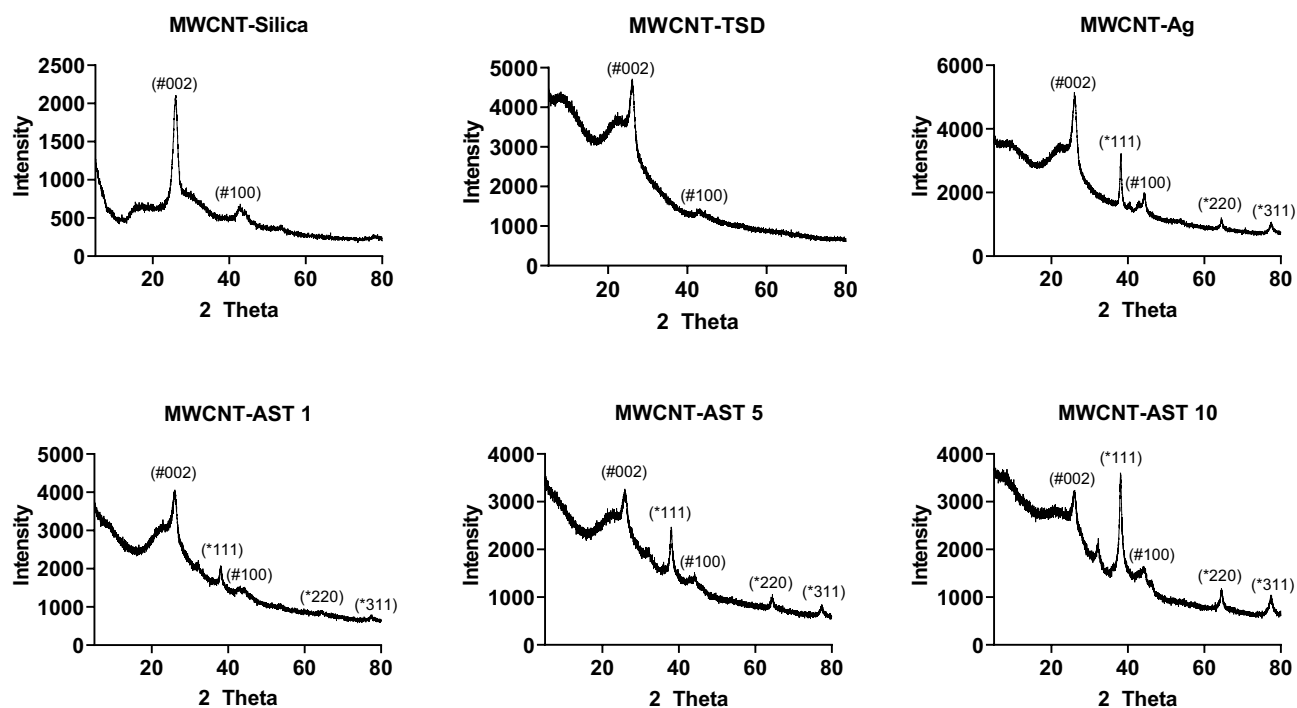 MWCNT-Silica
2500
2000
1500
1000
500
0
Intensity
(#002)
(#100)
20 40 60 80
2 Theta
MWCNT-TSD
5000
4000
3000
2000
1000
0
Intensity
(#002)
(#100)
20 40 60 80
2 Theta
MWCNT-Ag
6000
4000
2000
0
Intensity
(#002)
(*111)
(#100)
(*220)
(*311)
20 40 60 80
2 Theta
MWCNT-AST 1
5000
4000
3000
2000
1000
0
Intensity
(#002)
(*111)
(#100)
(*220)
(*311)
20 40 60 80
2 Theta
MWCNT-AST 5
4000
3000
2000
1000
0
Intensity
(#002)
(*111)
(#100)
(*220)
(*311)
20 40 60 80
2 Theta
MWCNT-AST 10
4000
3000
2000
1000
0
Intensity
(*111)
(#002)
(#100)
(*220)
(*311)
20 40 60 80
2 Theta